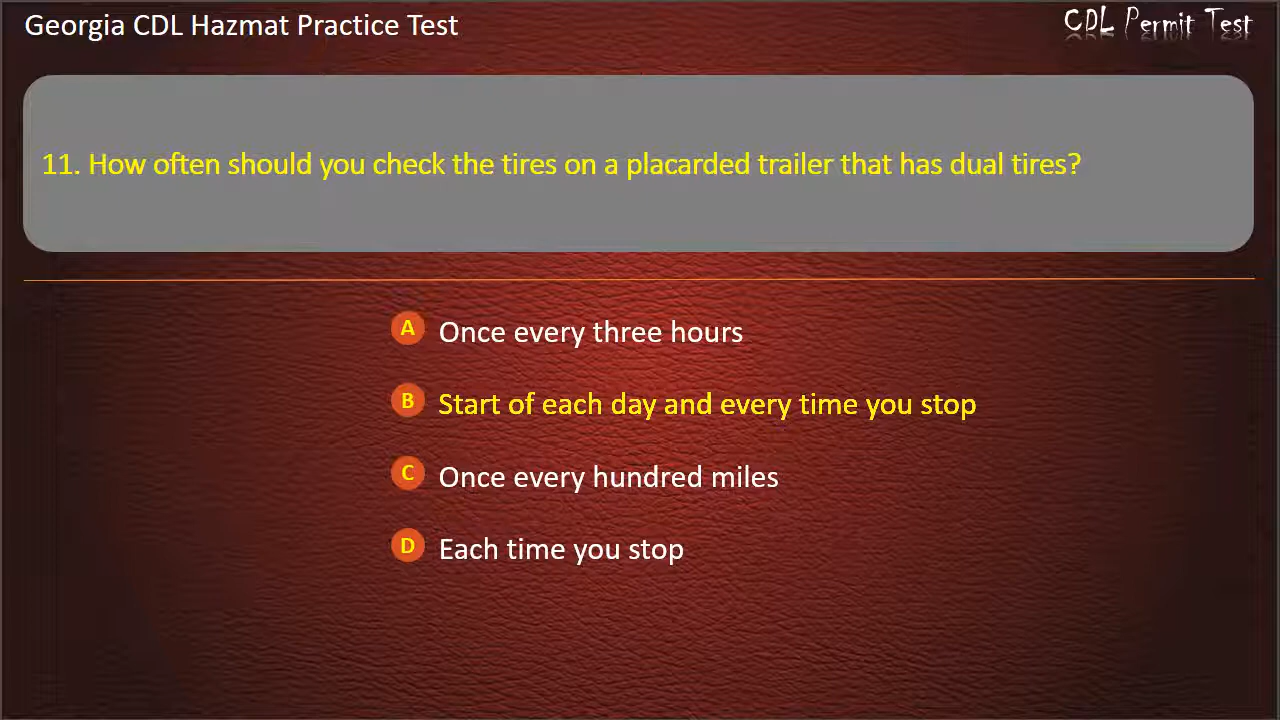 Georgia CDL Hazmat Practice Test
CDL Permit Test
11. How often should you check the tires on a placarded trailer that has dual tires?
A Once every three hours
B Start of each day and every time you stop
C Once every hundred miles
D Each time you stop